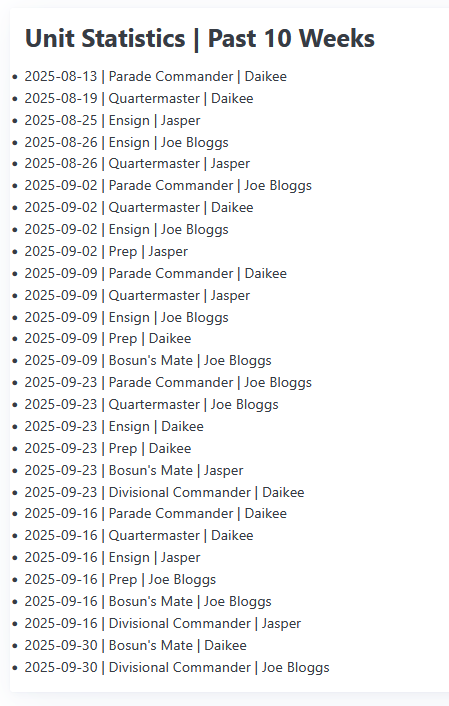 Unit Statistics | Past 10 Weeks
• 2025-08-13 | Parade Commander | Daikee
• 2025-08-19 | Quartermaster | Daikee
• 2025-08-25 | Ensign | Jasper
• 2025-08-26 | Ensign | Joe Bloggs
• 2025-08-26 | Quartermaster | Jasper
• 2025-09-02 | Parade Commander | Joe Bloggs
• 2025-09-02 | Quartermaster | Daikee
• 2025-09-02 | Ensign | Joe Bloggs
• 2025-09-02 | Prep | Jasper
• 2025-09-09 | Parade Commander | Daikee
• 2025-09-09 | Quartermaster | Jasper
• 2025-09-09 | Ensign | Joe Bloggs
• 2025-09-09 | Prep | Daikee
• 2025-09-09 | Bosun's Mate | Joe Bloggs
• 2025-09-23 | Parade Commander | Joe Bloggs
• 2025-09-23 | Quartermaster | Joe Bloggs
• 2025-09-23 | Ensign | Daikee
• 2025-09-23 | Prep | Daikee
• 2025-09-23 | Bosun's Mate | Jasper
• 2025-09-23 | Divisional Commander | Daikee
• 2025-09-16 | Parade Commander | Daikee
• 2025-09-16 | Quartermaster | Daikee
• 2025-09-16 | Ensign | Jasper
• 2025-09-16 | Prep | Joe Bloggs
• 2025-09-16 | Bosun's Mate | Joe Bloggs
• 2025-09-16 | Divisional Commander | Jasper
• 2025-09-30 | Bosun's Mate | Daikee
• 2025-09-30 | Divisional Commander | Joe Bloggs